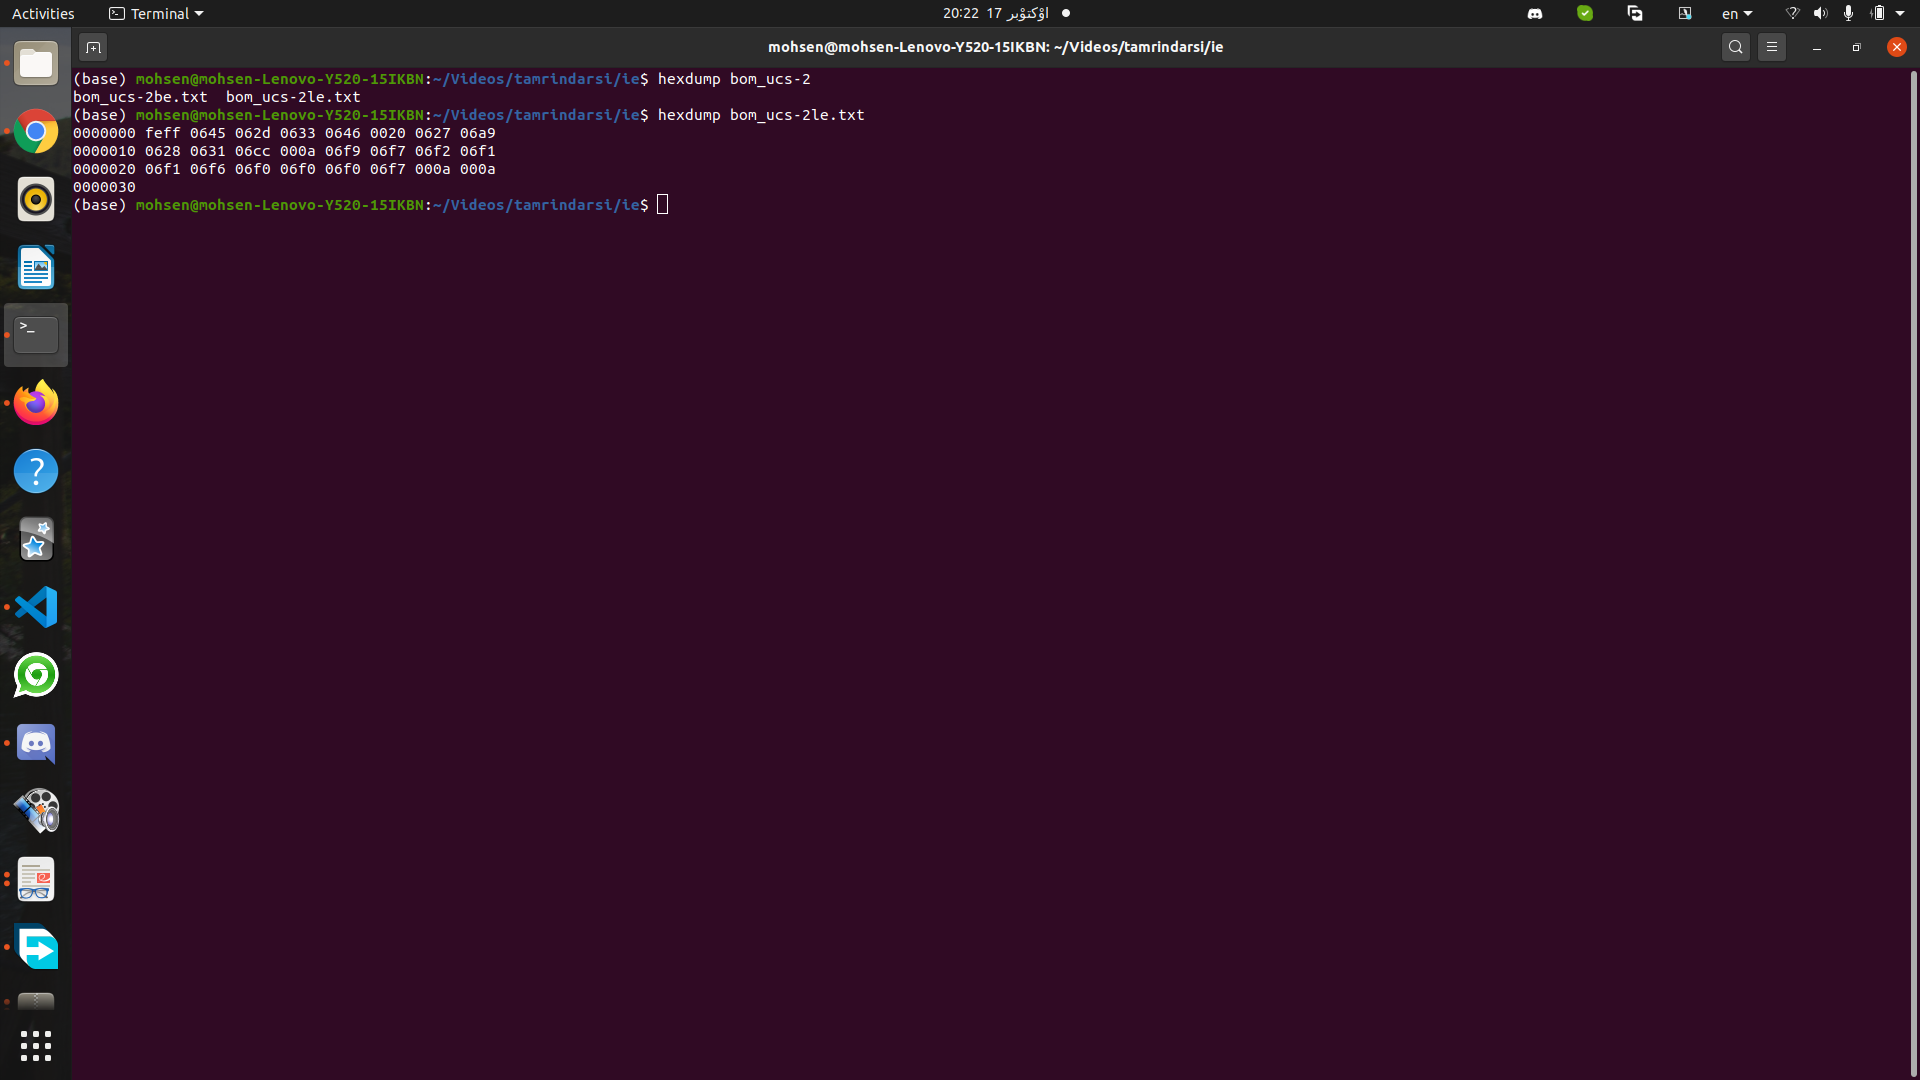 Activities
Terminal
20:22 17 اؤکتوْبر
en
mohsen@mohsen-Lenovo-Y520-15IKBN: ~/Videos/tamrindarsi/ie
(base) mohsen@mohsen-Lenovo-Y520-15IKBN:~/Videos/tamrindarsi/ie$ hexdump bom_ucs-2
bom_ucs-2be.txt  bom_ucs-2le.txt
(base) mohsen@mohsen-Lenovo-Y520-15IKBN:~/Videos/tamrindarsi/ie$ hexdump bom_ucs-2le.txt
0000000 feff 0645 062d 0633 0646 0020 0627 06a9
0000010 0628 0631 06cc 000a 06f9 06f7 06f2 06f1
0000020 06f1 06f6 06f0 06f0 06f0 06f7 000a 000a
0000030
(base) mohsen@mohsen-Lenovo-Y520-15IKBN:~/Videos/tamrindarsi/ie$